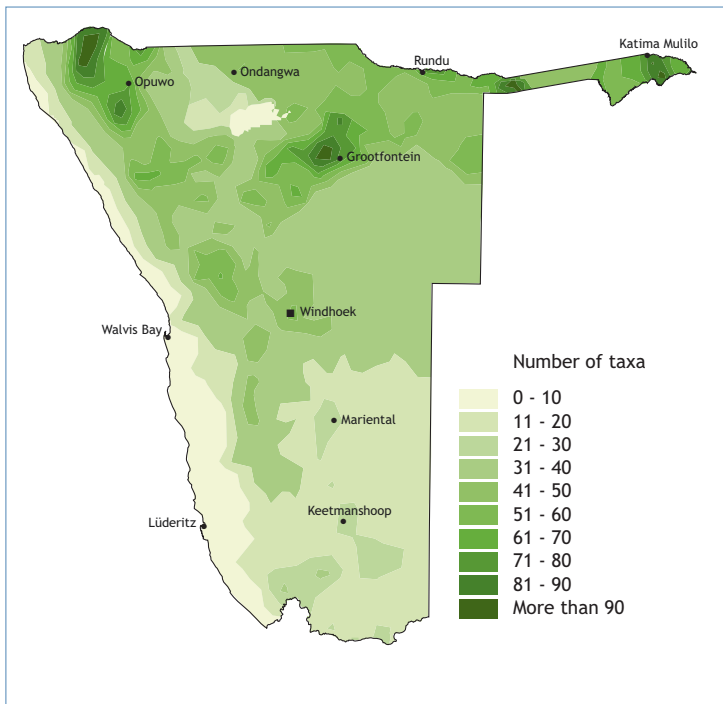 Katima Mulilo
Rundu
Ondangwa
Opuwo
Grootfontein
Windhoek
Walvis Bay
Mariental
Keetmanshoop
Lüderitz
Number of taxa
0 - 10
11 - 20
21 - 30
31 - 40
41 - 50
51 - 60
61 - 70
71 - 80
81 - 90
More than 90